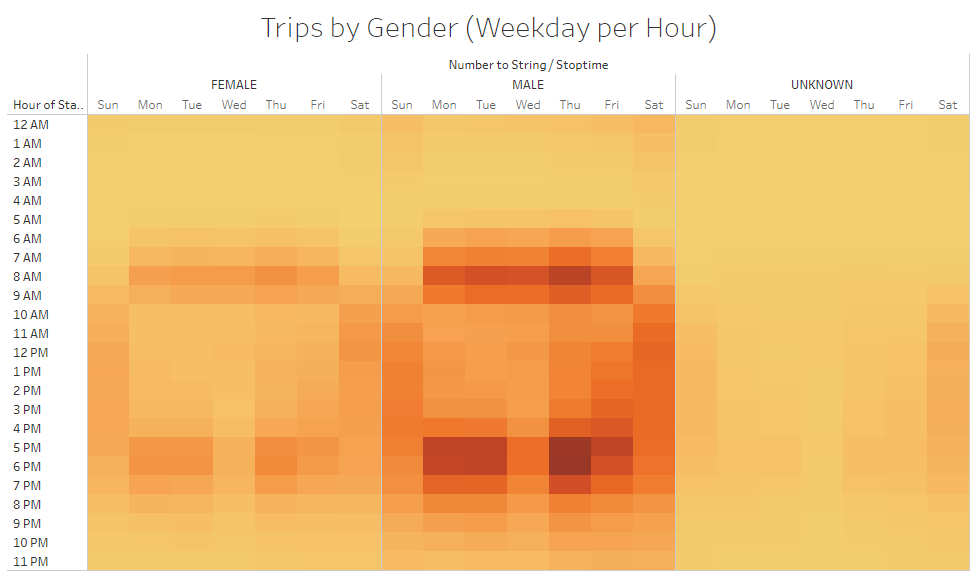 Trips by Gender (Weekday per Hour)
Number to String / Stoptime
FEMALE MALE UNKNOWN
Hour of Sta.. Sun Mon Tue Wed Thu Fri Sat Sun Mon Tue Wed Thu Fri Sat Sun Mon Tue Wed Thu Fri Sat
12 AM
1 AM
2 AM
3 AM
4 AM
5 AM
6 AM
7 AM
8 AM
9 AM
10 AM
11 AM
12 PM
1 PM
2 PM
3 PM
4 PM
5 PM
6 PM
7 PM
8 PM
9 PM
10 PM
11 PM